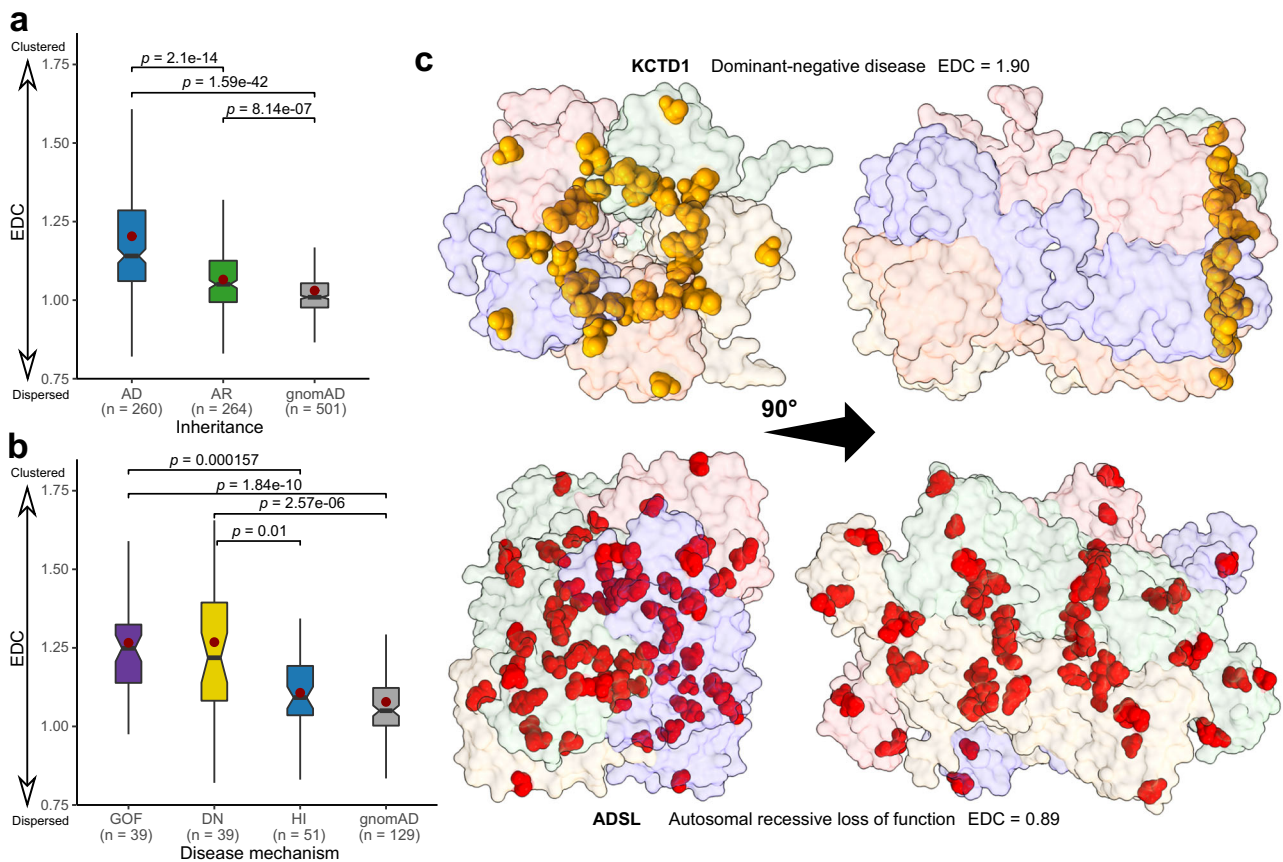 a
Clustered
1.75
1.50
1.25
1.00
0.75
EDC
Dispersed
p = 2.1e-14
p = 1.59e-42
p = 8.14e-07
AD
(n = 260)
AR
(n = 264)
gnomAD
(n = 501)
Inheritance
b
Clustered
1.75
1.50
1.25
1.00
0.75
EDC
Dispersed
p = 0.000157
p = 1.84e-10
p = 2.57e-06
p = 0.01
GOF
(n = 39)
DN
(n = 39)
HI
(n = 51)
gnomAD
(n = 129)
Disease mechanism
c
KCTD1 Dominant-negative disease EDC = 1.90
90°
ADSL Autosomal recessive loss of function EDC = 0.89